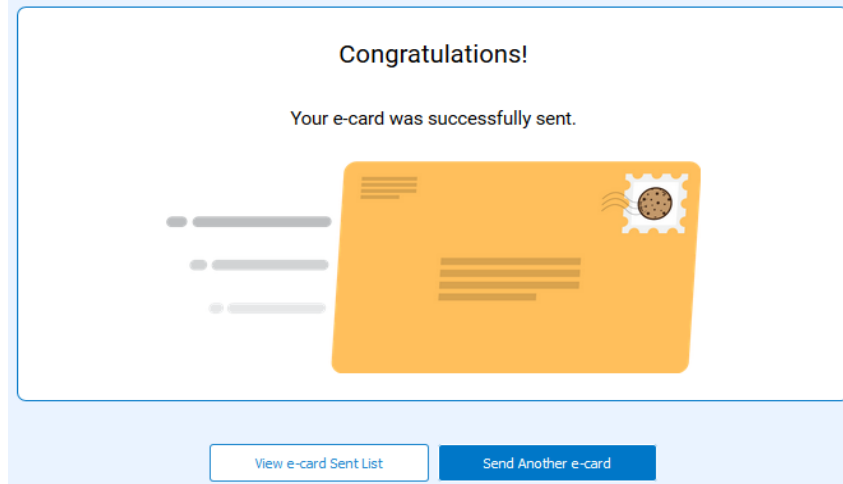 Congratulations!
Your e-card was successfully sent.
View e-card Sent List
Send Another e-card